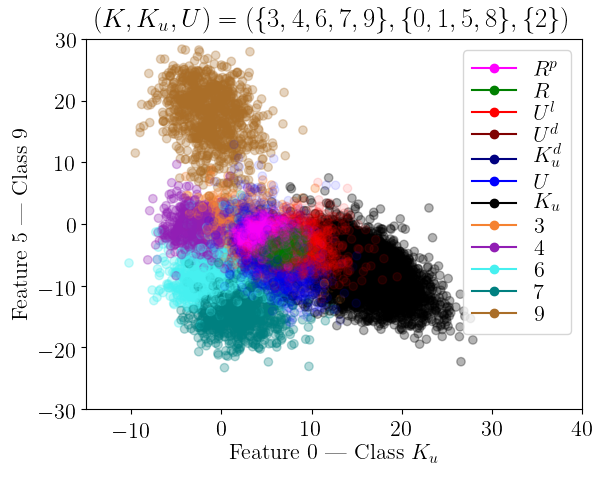 (K, K_u, U) = ({3, 4, 6, 7, 9}, {0, 1, 5, 8}, {2})
30
20
10
0
−10
−20
−30
Feature 5 — Class 9
R^p
R
U^l
U^d
K_u^d
U
K_u
3
4
6
7
9
−10 0 10 20 30 40
Feature 0 — Class K_u